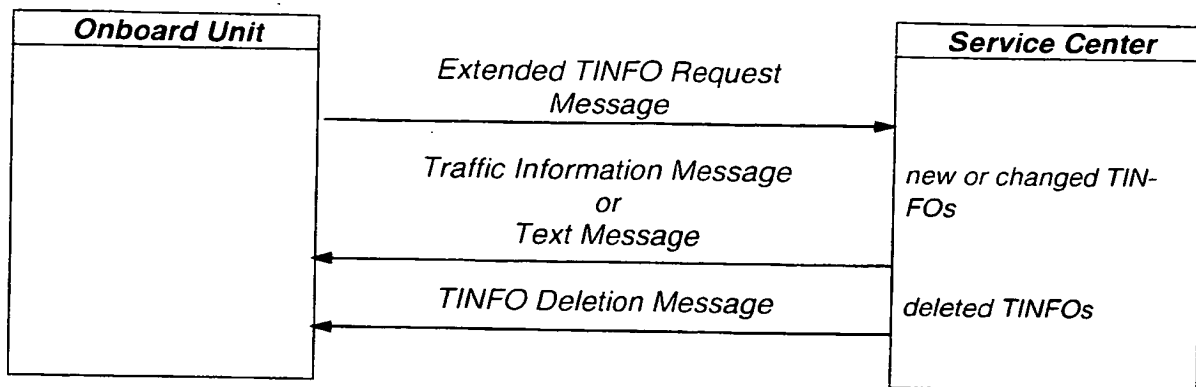 Onboard Unit
Service Center
Extended TINFO Request
Message
Traffic Information Message
or
Text Message
new or changed TIN-
FOs
TINFO Deletion Message
deleted TINFOs